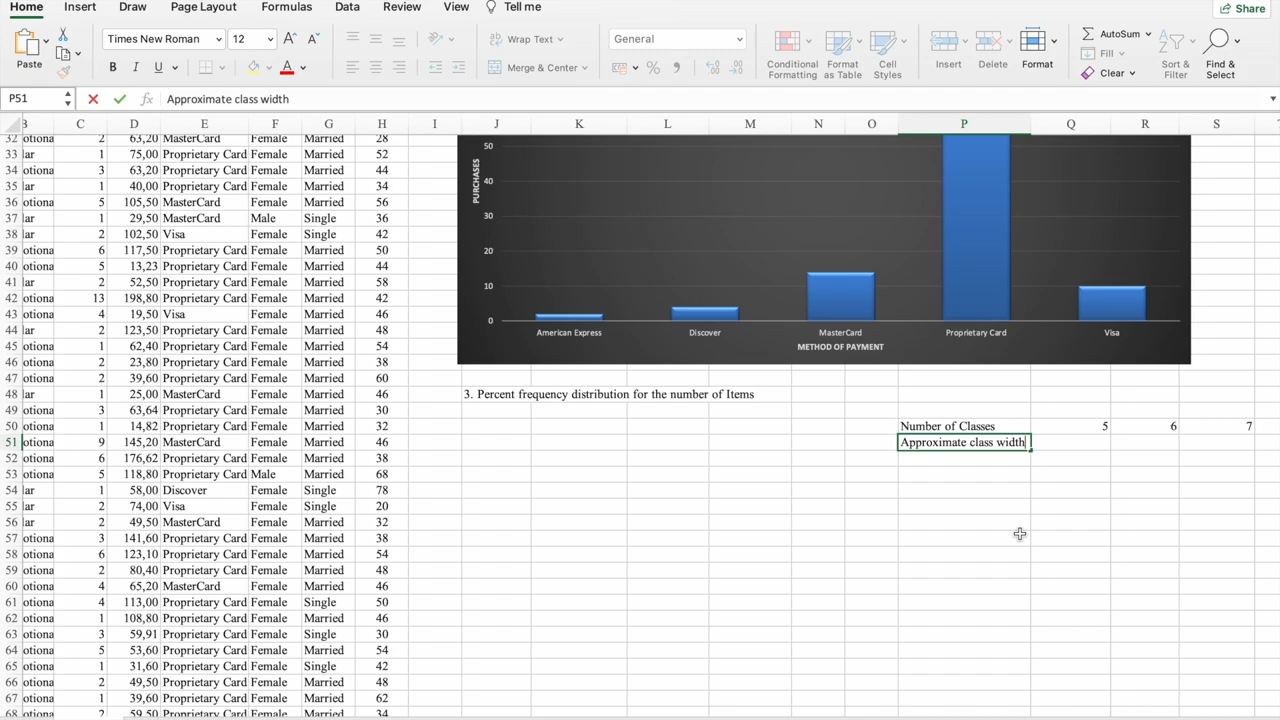 Home Insert Draw Page Layout Formulas Data Review View Tell me Share
Paste Times New Roman 12 A A Wrap Text General AutoSum
B I U A Merge & Center % Conditional Formatting Format as Table Cell Styles Insert Delete Format Fill Clear Sort & Filter Find & Select
P51 fx Approximate class width
B C D E F G H I J K L M N O P Q R S
32 otiona 2 63,20 MasterCard Female Married 28
33 lar 1 75,00 Proprietary Card Female Married 52
34 otiona 3 63,20 Proprietary Card Female Married 44
35 lar 1 40,00 Proprietary Card Female Married 34
36 otiona 5 105,50 MasterCard Female Married 56
37 lar 1 29,50 MasterCard Male Single 36
38 lar 2 102,50 Visa Female Single 42
39 otiona 6 117,50 Proprietary Card Female Married 50
40 otiona 5 13,23 Proprietary Card Female Married 44
41 lar 2 52,50 Proprietary Card Female Married 58
42 otiona 13 198,80 Proprietary Card Female Married 42
43 otiona 4 19,50 Visa Female Married 46
44 lar 2 123,50 Proprietary Card Female Married 48
45 otiona 1 62,40 Proprietary Card Female Married 54
46 otiona 2 23,80 Proprietary Card Female Married 38
47 otiona 2 39,60 Proprietary Card Female Married 60
48 lar 1 25,00 MasterCard Female Married 46
49 otiona 3 63,64 Proprietary Card Female Married 30
50 otiona 1 14,82 Proprietary Card Female Married 32
51 otiona 9 145,20 MasterCard Female Married 46
52 otiona 6 176,62 Proprietary Card Female Married 38
53 otiona 5 118,80 Proprietary Card Male Married 68
54 lar 1 58,00 Discover Female Single 78
55 lar 2 74,00 Visa Female Single 20
56 lar 2 49,50 MasterCard Female Married 32
57 otiona 3 141,60 Proprietary Card Female Married 38
58 otiona 6 123,10 Proprietary Card Female Married 54
59 otiona 2 80,40 Proprietary Card Female Married 48
60 otiona 4 65,20 MasterCard Female Married 46
61 otiona 4 113,00 Proprietary Card Female Single 50
62 otiona 1 108,80 Proprietary Card Female Married 46
63 otiona 3 59,91 Proprietary Card Female Single 30
64 otiona 5 53,60 Proprietary Card Female Married 54
65 otiona 1 31,60 Proprietary Card Female Single 42
66 otiona 2 49,50 Proprietary Card Female Married 48
67 otiona 1 39,60 Proprietary Card Female Married 62
68 otiona 2 59,50 Proprietary Card Female Married 34
PURCHASES
50
40
30
20
10
0
American Express Discover MasterCard Proprietary Card Visa
METHOD OF PAYMENT
3. Percent frequency distribution for the number of Items
Number of Classes 5 6 7
Approximate class width